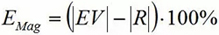 E_Mag = (|EV| − |R|) · 100%